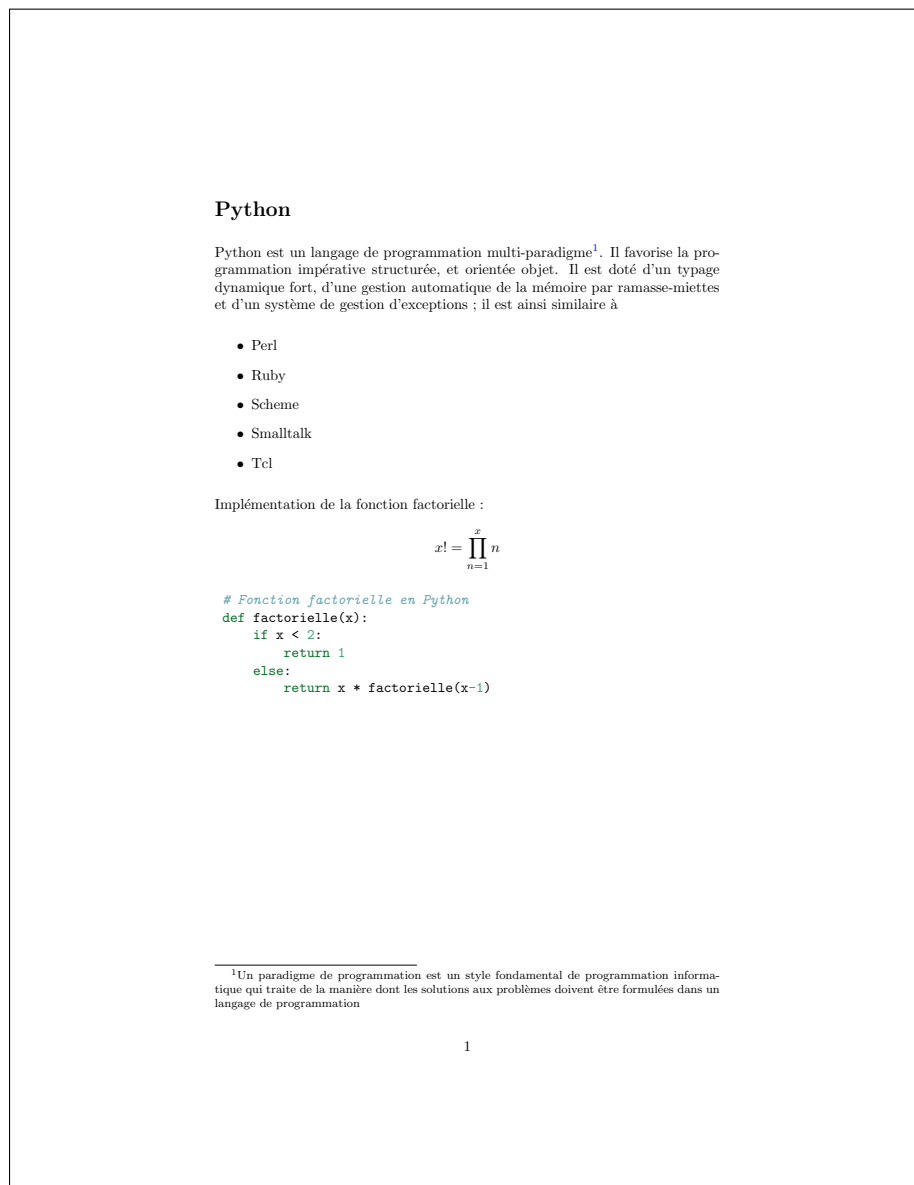 Python
Python est un langage de programmation multi-paradigme1. Il favorise la pro-
grammation impérative structurée, et orientée objet. Il est doté d'un typage
dynamique fort, d'une gestion automatique de la mémoire par ramasse-miettes
et d'un système de gestion d'exceptions ; il est ainsi similaire à
• Perl
• Ruby
• Scheme
• Smalltalk
• Tcl
Implémentation de la fonction factorielle :
x
x! = ∏ n
n=1
# Fonction factorielle en Python
def factorielle(x):
    if x < 2:
        return 1
    else:
        return x * factorielle(x-1)
1Un paradigme de programmation est un style fondamental de programmation informa-
tique qui traite de la manière dont les solutions aux problèmes doivent être formulées dans un
langage de programmation
1